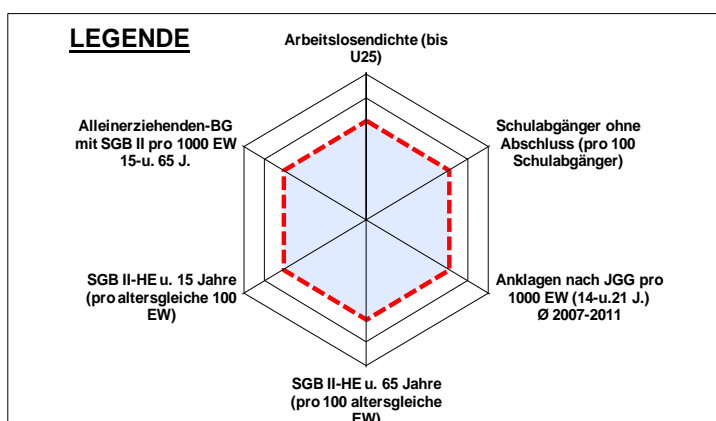 LEGENDE
Arbeitslosendichte (bis
U25)
Alleinerziehenden-BG
mit SGB II pro 1000 EW
15-u. 65 J.
Schulabgänger ohne
Abschluss (pro 100
Schulabgänger)
SGB II-HE u. 15 Jahre
(pro altersgleiche 100
EW)
Anklagen nach JGG pro
1000 EW (14-u.21 J.)
Ø 2007-2011
SGB II-HE u. 65 Jahre
(pro 100 altersgleiche
EW)